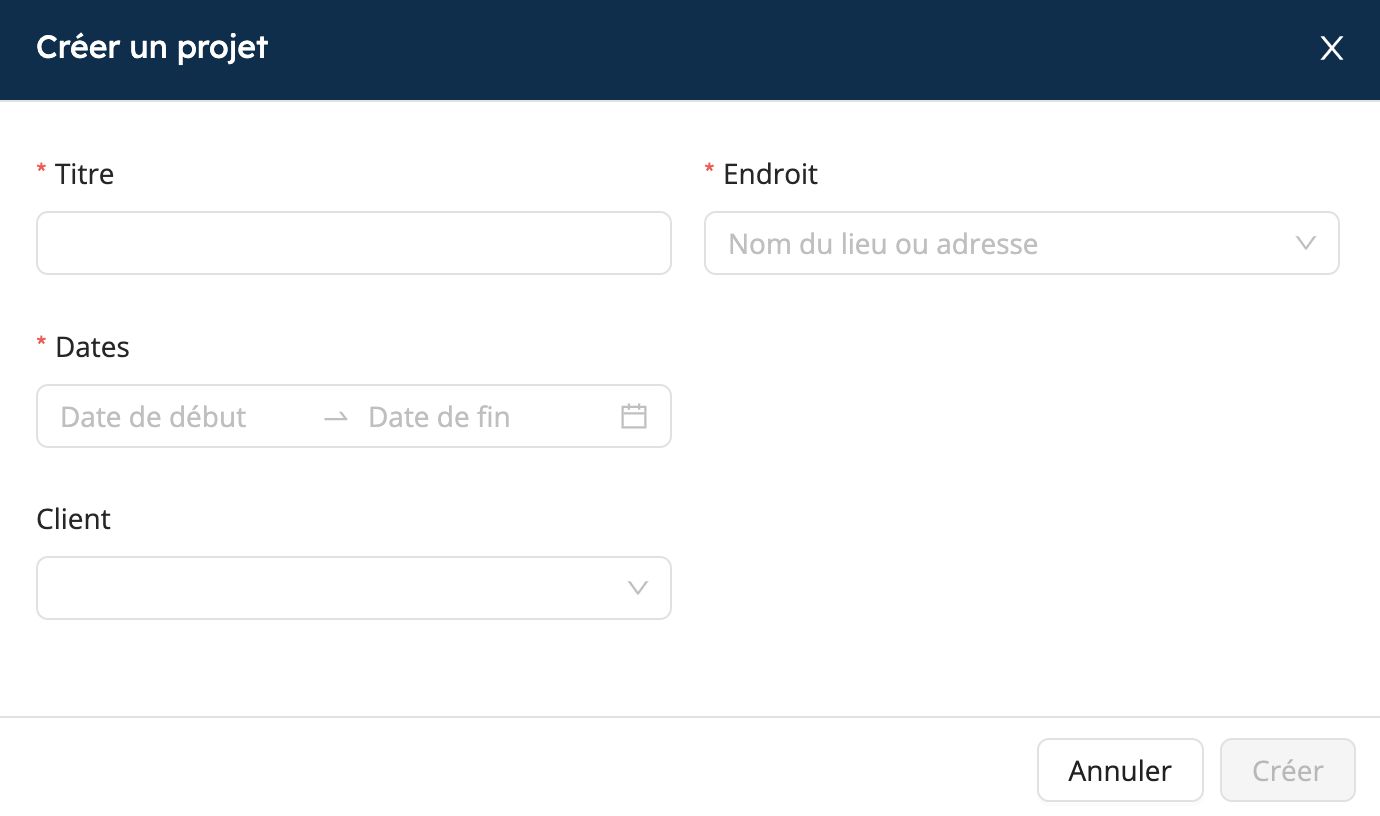 Créer un projet
* Titre
* Endroit
Nom du lieu ou adresse
* Dates
Date de début → Date de fin
Client
Annuler
Créer